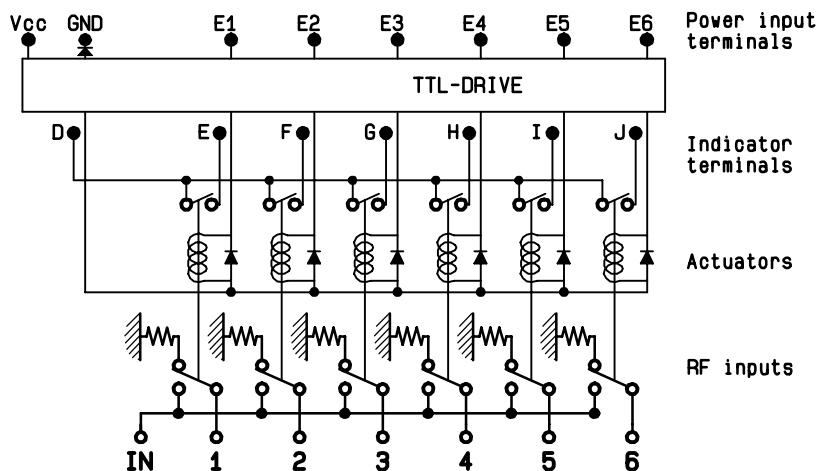 Vcc GND E1 E2 E3 E4 E5 E6 Power input
terminals
TTL-DRIVE
D E F G H I J Indicator
terminals
Actuators
RF inputs
IN 1 2 3 4 5 6